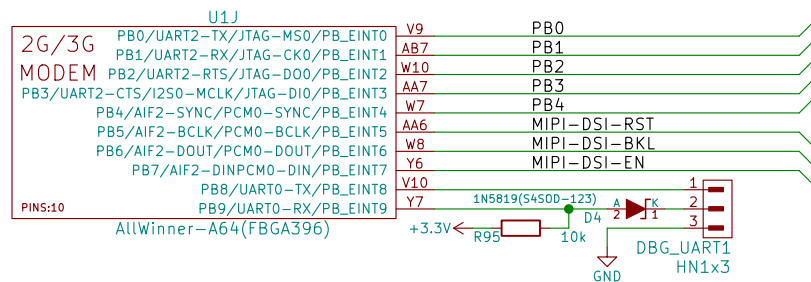 U1J
2G/3G
MODEM
PINS:10
PB0/UART2-TX/JTAG-MS0/PB_EINT0 V9 PB0
PB1/UART2-RX/JTAG-CK0/PB_EINT1 AB7 PB1
PB2/UART2-RTS/JTAG-DO0/PB_EINT2 W10 PB2
PB3/UART2-CTS/I2S0-MCLK/JTAG-DI0/PB_EINT3 AA7 PB3
PB4/AIF2-SYNC/PCM0-SYNC/PB_EINT4 W7 PB4
PB5/AIF2-BCLK/PCM0-BCLK/PB_EINT5 AA6 MIPI-DSI-RST
PB6/AIF2-DOUT/PCM0-DOUT/PB_EINT6 W8 MIPI-DSI-BKL
PB7/AIF2-DINPCM0-DIN/PB_EINT7 Y6 MIPI-DSI-EN
PB8/UART0-TX/PB_EINT8 V10 1
PB9/UART0-RX/PB_EINT9 Y7 2
3
AllWinner-A64(FBGA396)
1N5819(S4SOD-123)
A K
2 1
D4
+3.3V
R95
10k
GND
DBG_UART1
HN1x3